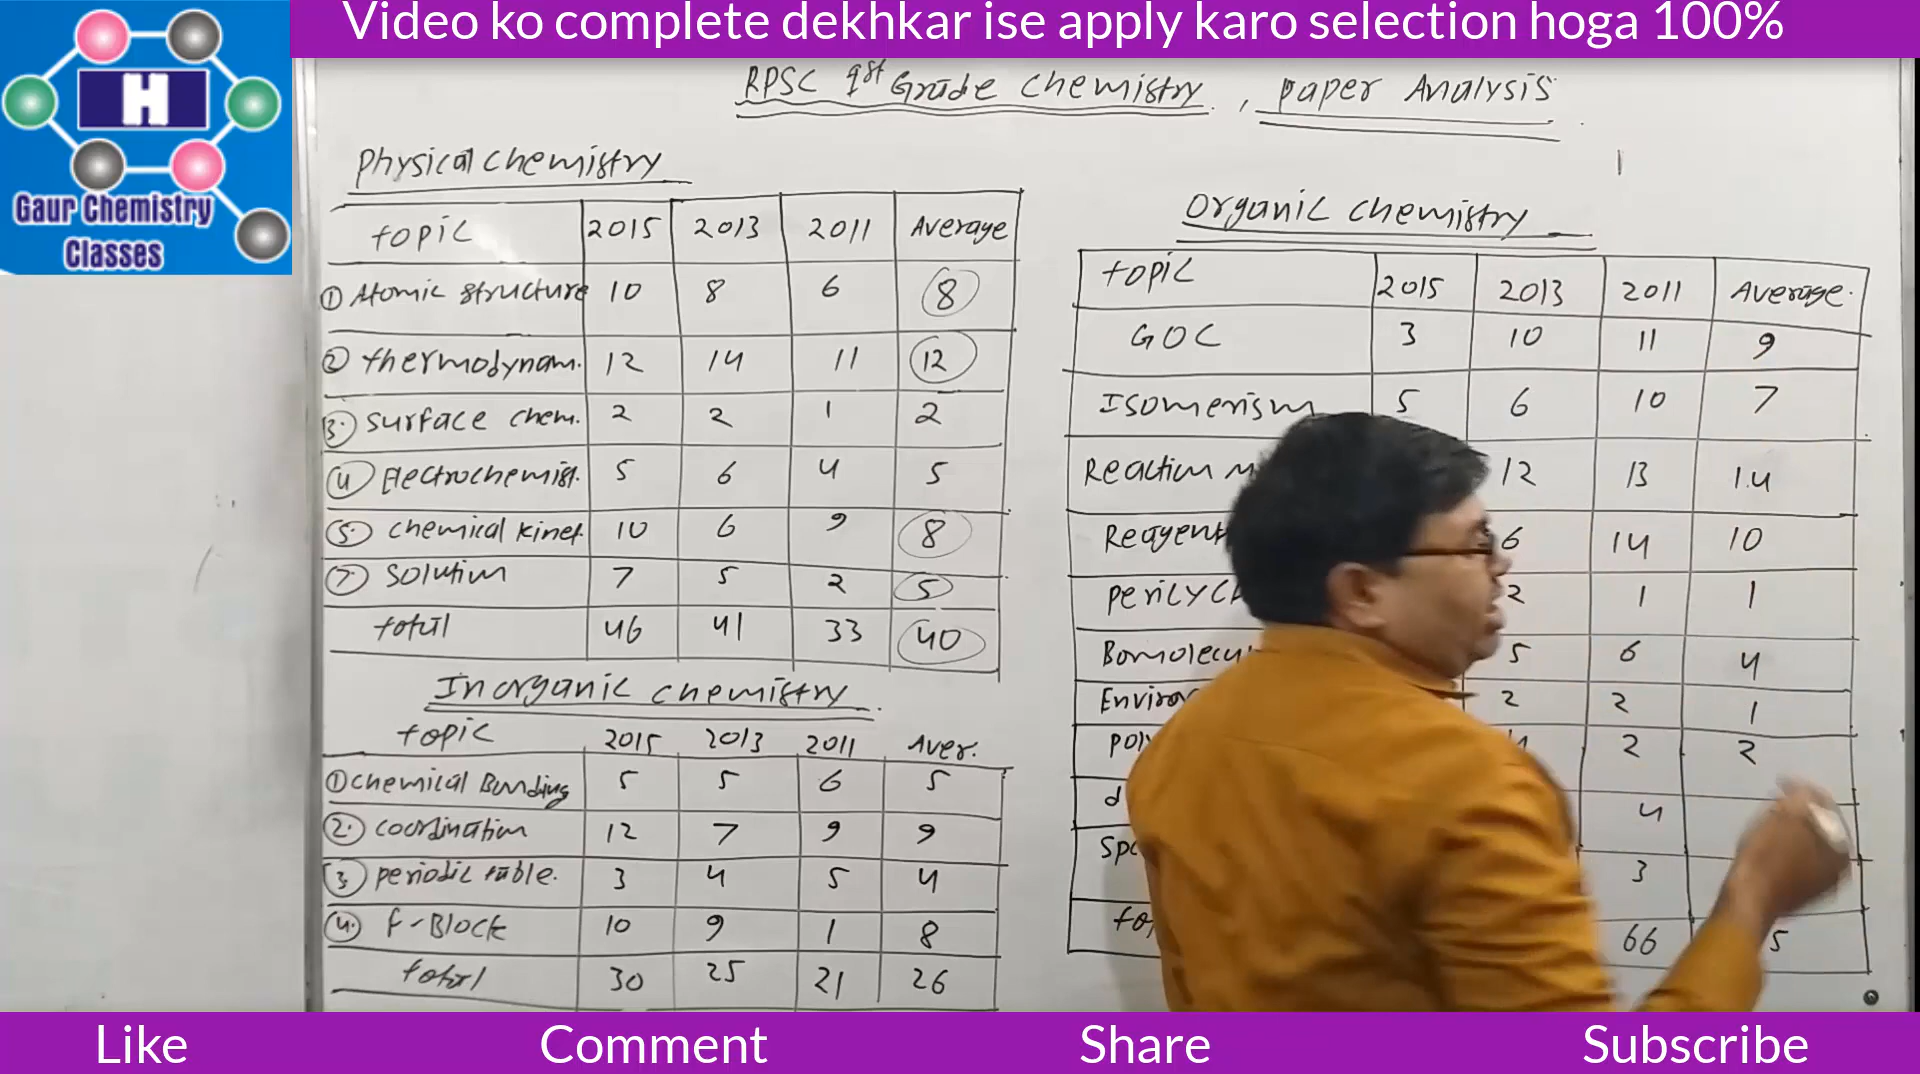 Video ko complete dekhkar ise apply karo selection hoga 100%
H
Gaur Chemistry
Classes
RPSC 1st Grade Chemistry, paper Analysis
Physical Chemistry
topic 2015 2013 2011 Average
① Atomic structure 10 8 6 8
② thermodynam. 12 14 11 12
3. Surface chem. 2 2 1 2
4 Electrochemist. 5 6 4 5
5. chemical Kinet. 10 6 9 8
7. Solution 7 5 2 5
total 46 41 33 40
Inorganic chemistry
topic 2015 2013 2011 Aver.
① chemical Bonding 5 5 6 5
2. coordination 12 7 9 9
3 periodic table. 3 4 5 4
4. F-Block 10 9 1 8
total 30 25 21 26
Organic chemistry
topic 2015 2013 2011 Average.
GOC 3 10 11 9
Isomerism 5 6 10 7
Reaction 12 13 14
Reagent 6 14 10
2 1 1
5 6 4
2 2 1
2 2
4
3
66 5
Like Comment Share Subscribe